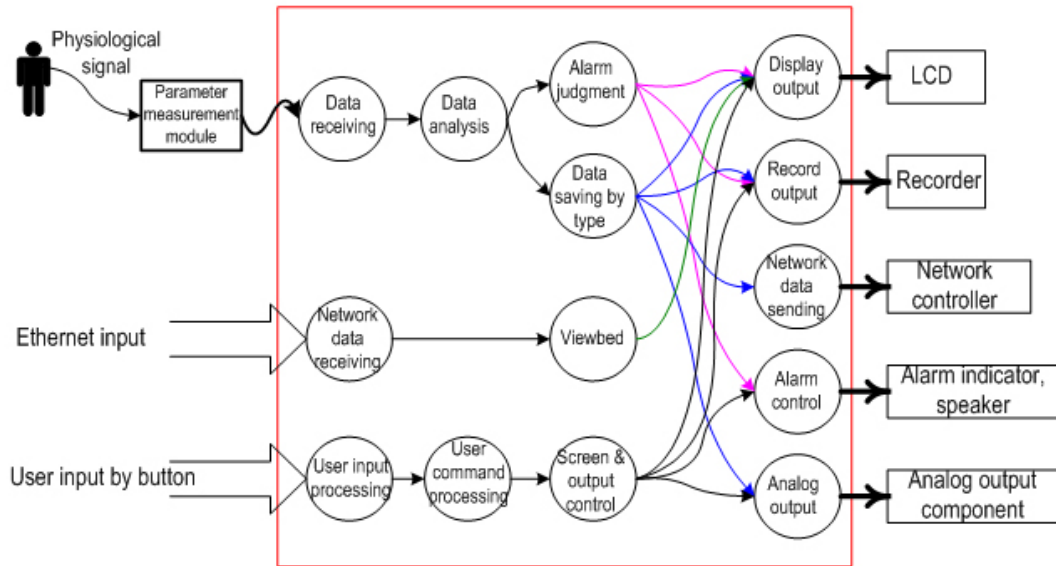 Physiological
signal
Parameter
measurement
module
Data
receiving
Data
analysis
Alarm
judgment
Data
saving by
type
Display
output
LCD
Record
output
Recorder
Network
data
sending
Network
controller
Ethernet input
Network
data
receiving
Viewbed
Alarm
control
Alarm indicator,
speaker
User input by button
User input
processing
User
command
processing
Screen &
output
control
Analog
output
Analog output
component